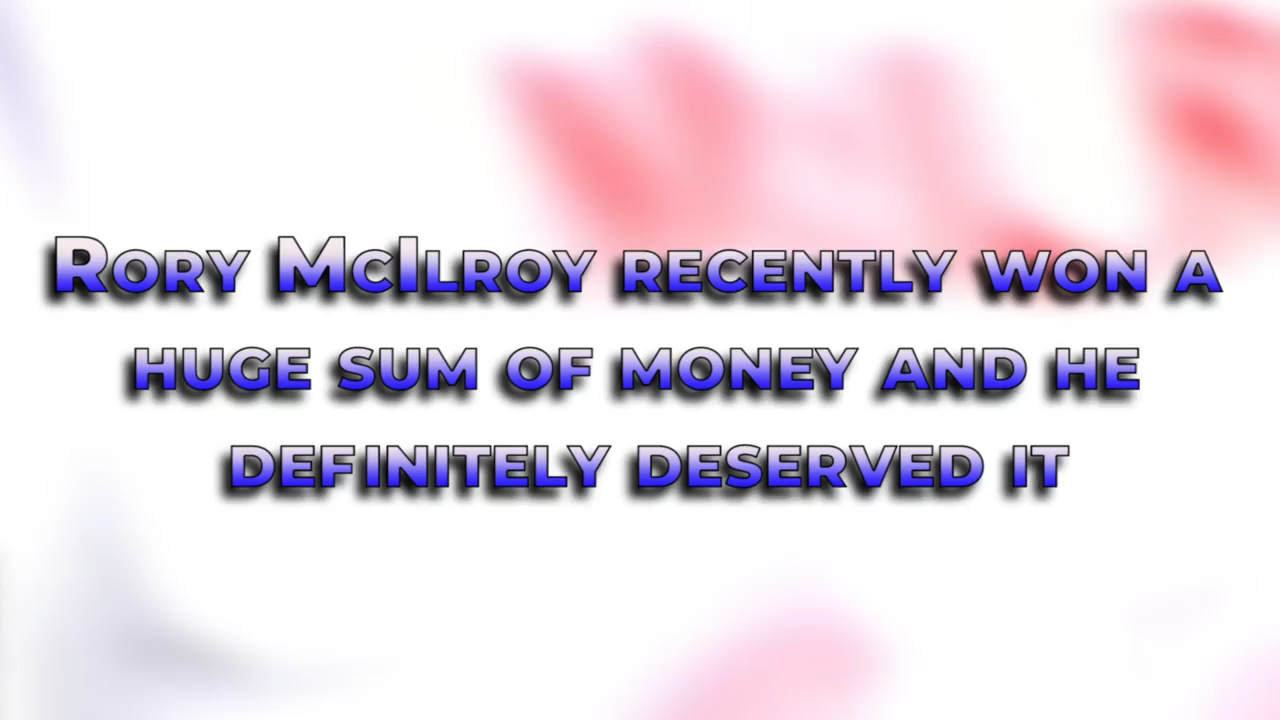 Rory McIlroy recently won a
huge sum of money and he
definitely deserved it